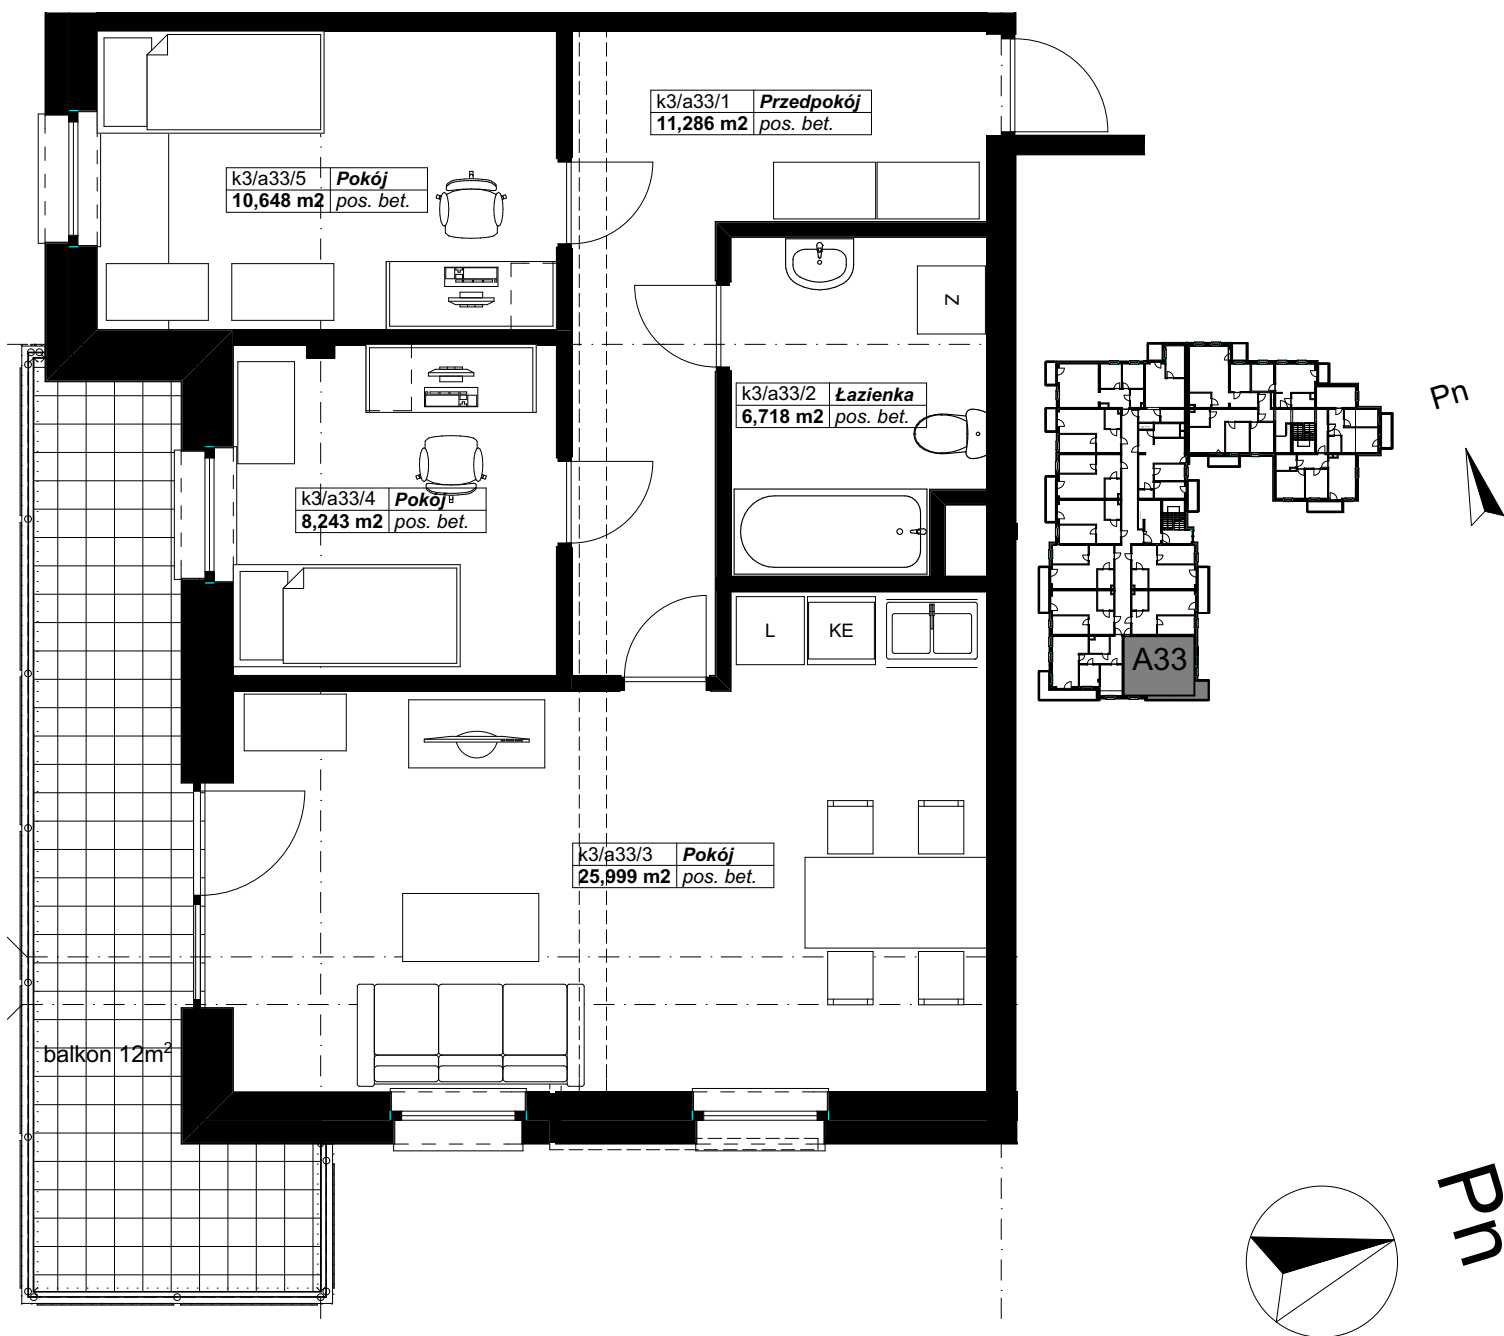 k3/a33/1 Przedpokój
11,286 m2 pos. bet.
k3/a33/5 Pokój
10,648 m2 pos. bet.
Z
k3/a33/2 Łazienka
6,718 m2 pos. bet.
k3/a33/4 Pokój
8,243 m2 pos. bet.
L
KE
k3/a33/3 Pokój
25,999 m2 pos. bet.
balkon 12m²
Pn
A33
Pn